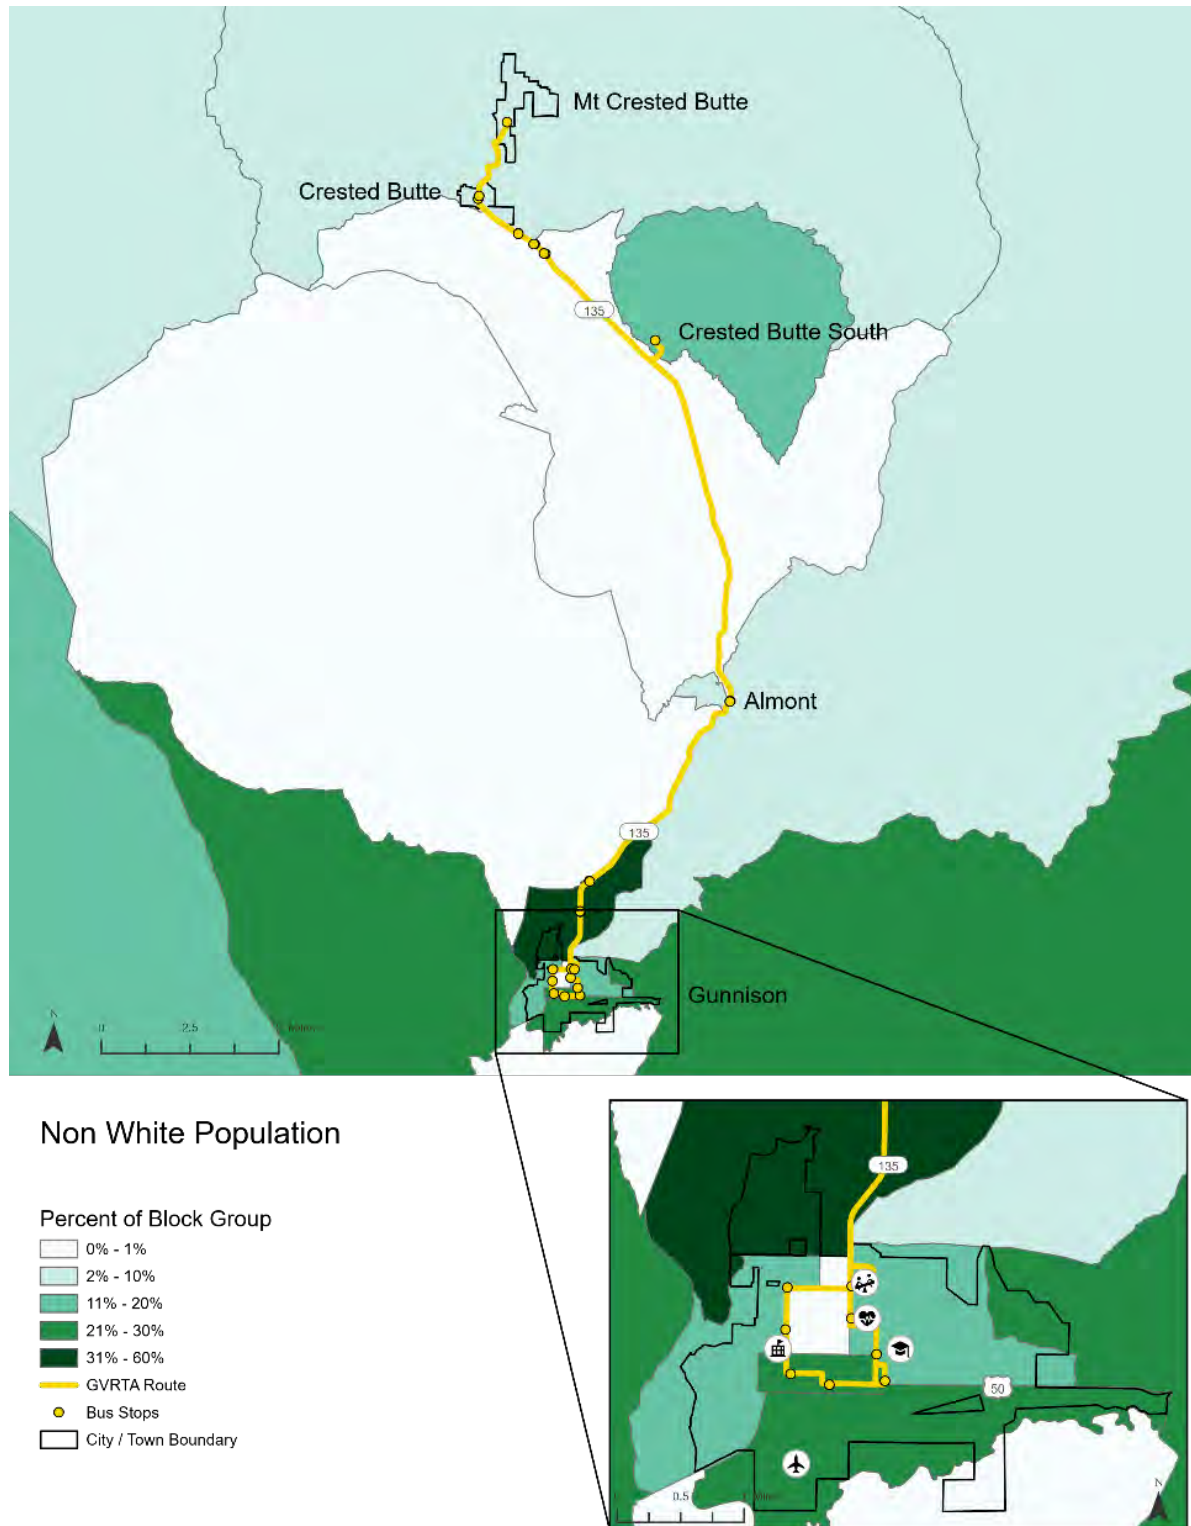 Mt Crested Butte
Crested Butte
135
Crested Butte South
Almont
135
Gunnison
N
0 2.5
Non White Population
Percent of Block Group
0% - 1%
2% - 10%
11% - 20%
21% - 30%
31% - 60%
GVRTA Route
Bus Stops
City / Town Boundary
135
50
0.5
N